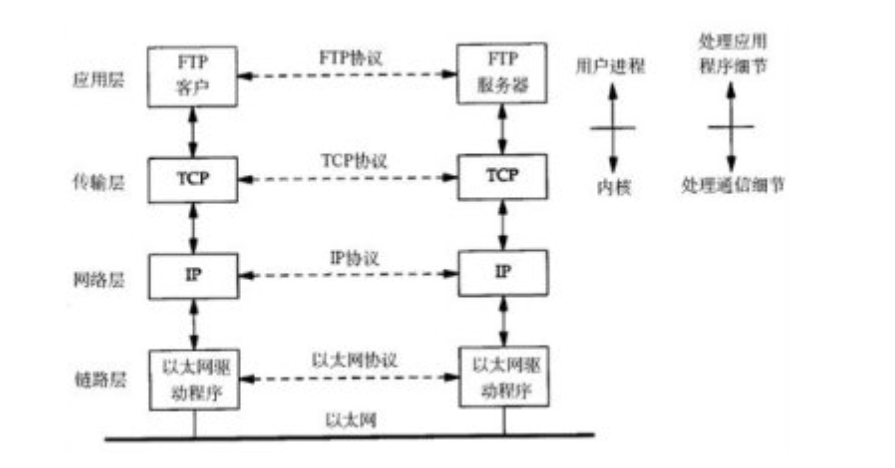 处理应用
程序细节
用户进程
内核
处理通信细节
应用层
FTP
客户
FTP协议
FTP
服务器
传输层
TCP
TCP协议
TCP
网络层
IP
IP协议
IP
链路层
以太网驱
动程序
以太网协议
以太网驱
动程序
以太网